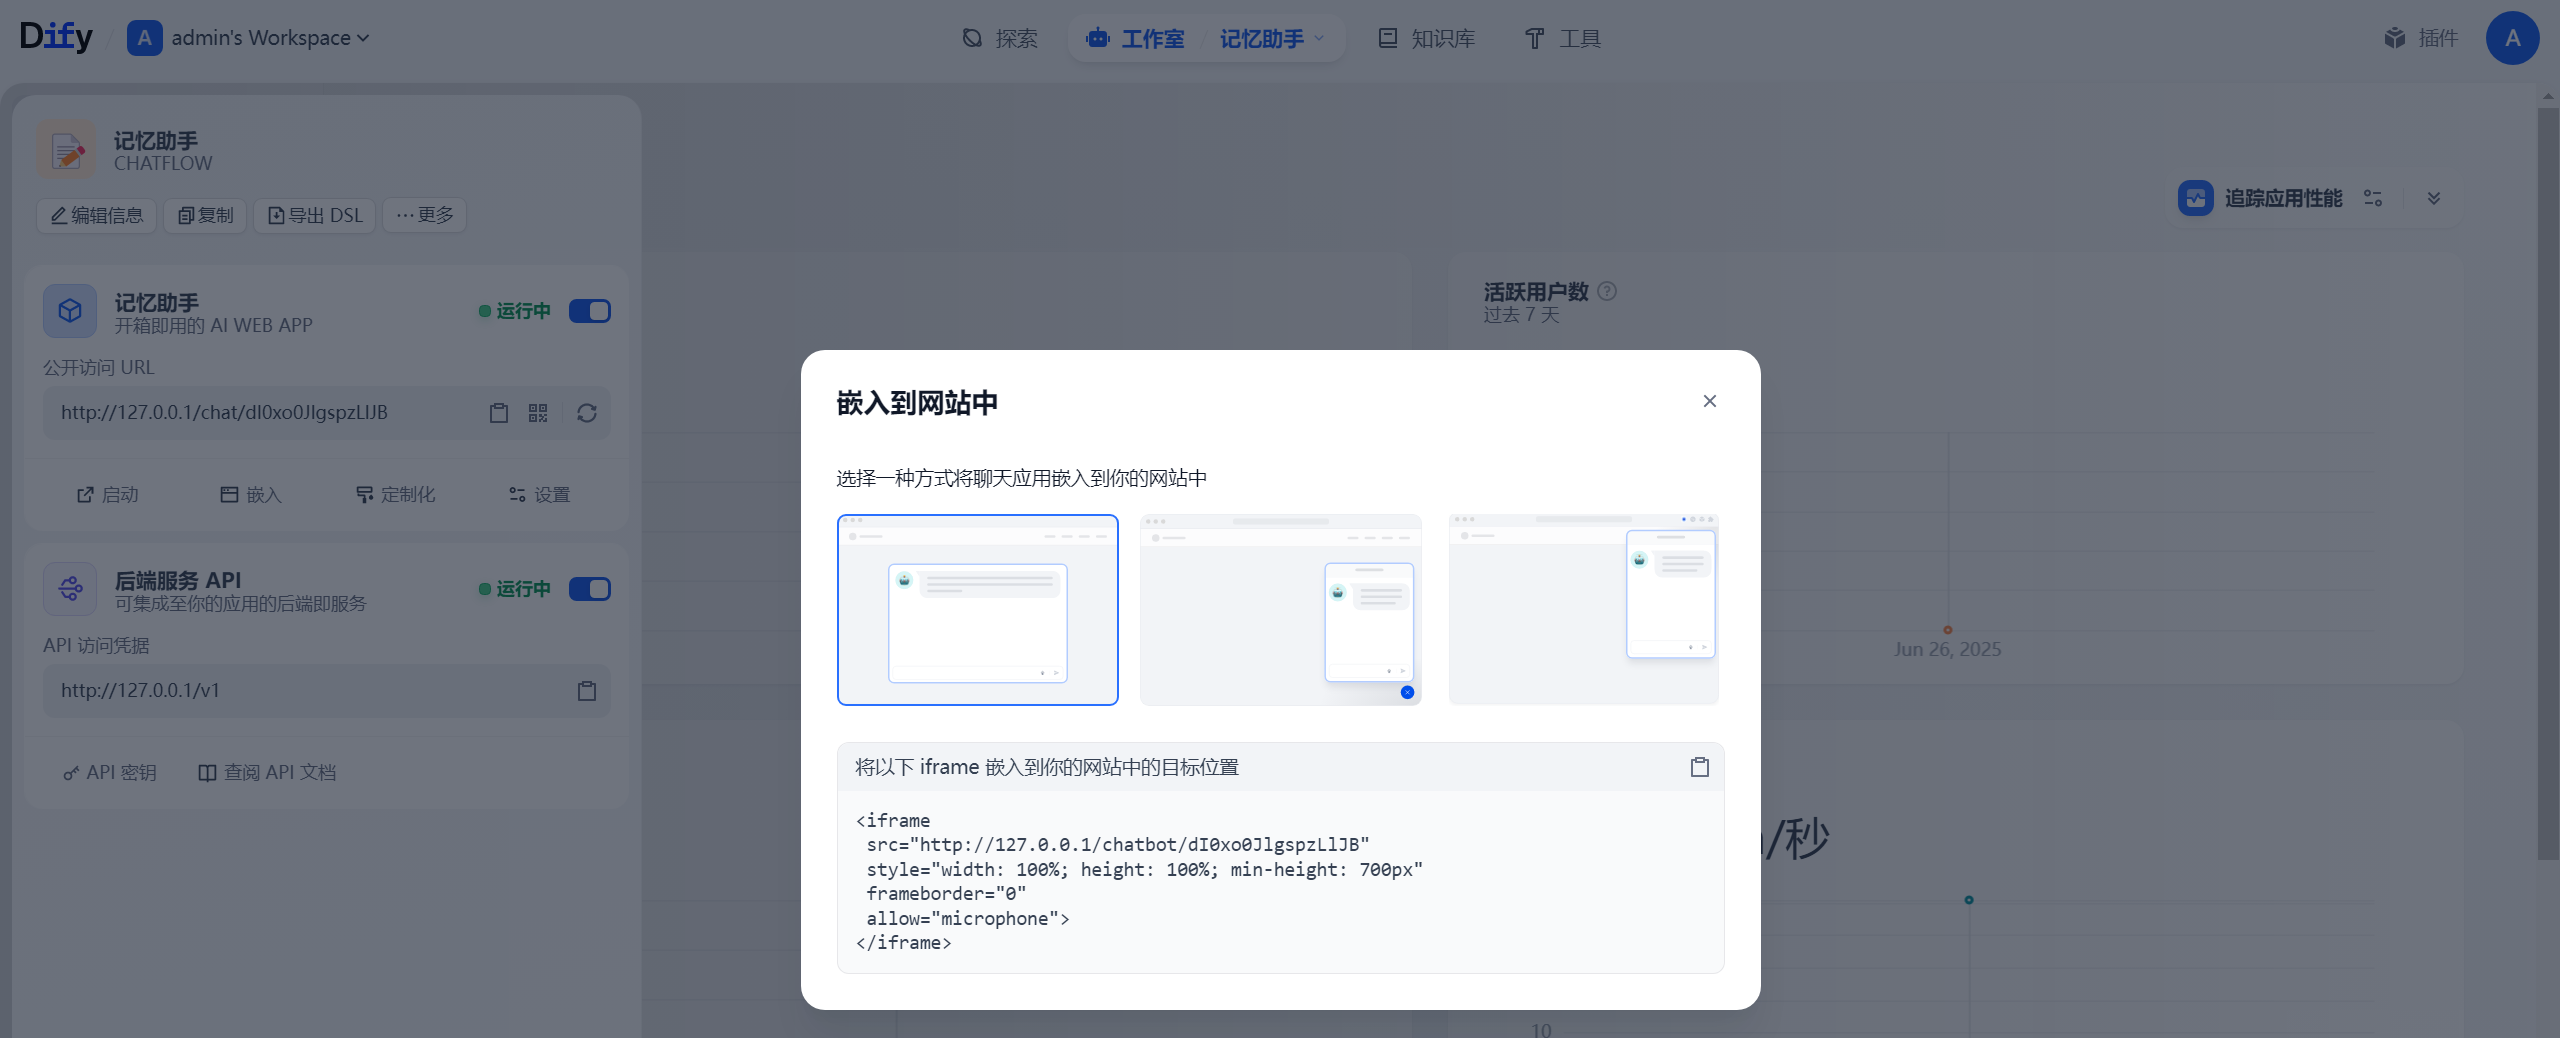 Dify
A admin's Workspace
探索
工作室
记忆助手
知识库
工具
插件
A
记忆助手
CHATFLOW
编辑信息
复制
导出 DSL
更多
记忆助手
开箱即用的 AI WEB APP
运行中
公开访问 URL
http://127.0.0.1/chat/dI0xo0JlgspzLlJB
启动
嵌入
定制化
设置
后端服务 API
可集成至你的应用的后端即服务
运行中
API 访问凭据
http://127.0.0.1/v1
API 密钥
查阅 API 文档
追踪应用性能
活跃用户数
过去 7 天
Jun 26, 2025
/秒
10
嵌入到网站中
选择一种方式将聊天应用嵌入到你的网站中
将以下 iframe 嵌入到你的网站中的目标位置
<iframe
src="http://127.0.0.1/chatbot/dI0xo0JlgspzLlJB"
style="width: 100%; height: 100%; min-height: 700px"
frameborder="0"
allow="microphone">
</iframe>